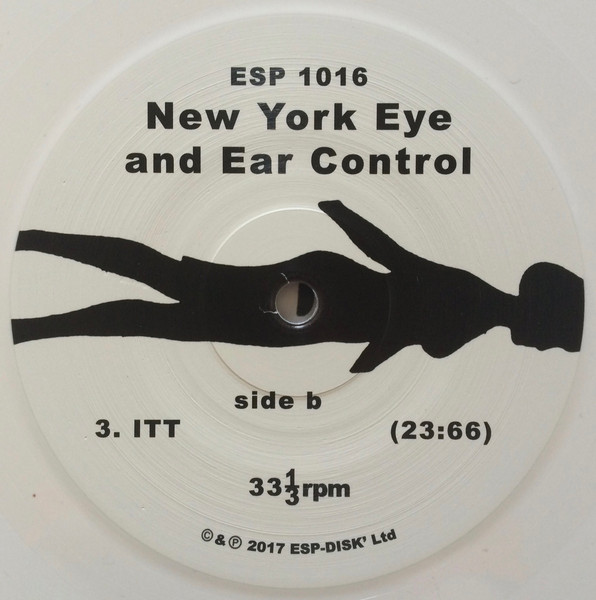 ESP 1016
New York Eye
and Ear Control
side b
3. ITT (23:66)
33⅓rpm
©&℗ 2017 ESP-DISK' Ltd